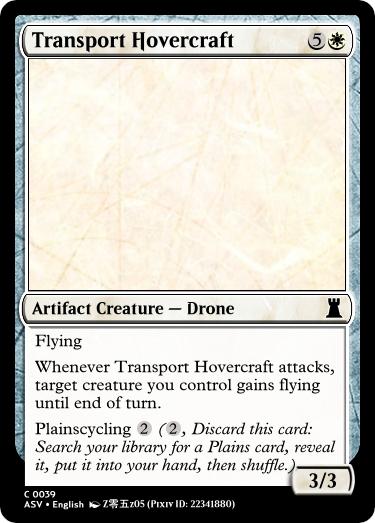 Transport Hovercraft 5
Artifact Creature — Drone
Flying
Whenever Transport Hovercraft attacks,
target creature you control gains flying
until end of turn.
Plainscycling 2 (2, Discard this card:
Search your library for a Plains card, reveal
it, put it into your hand, then shuffle.)
3/3
C 0039
ASV • English Z零五z05 (Pixiv ID: 22341880)